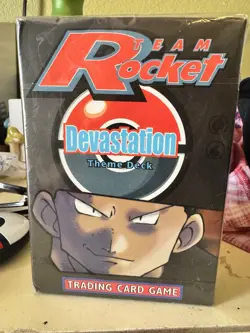 TEAM
Rocket
Devastation
Theme Deck
TRADING CARD GAME